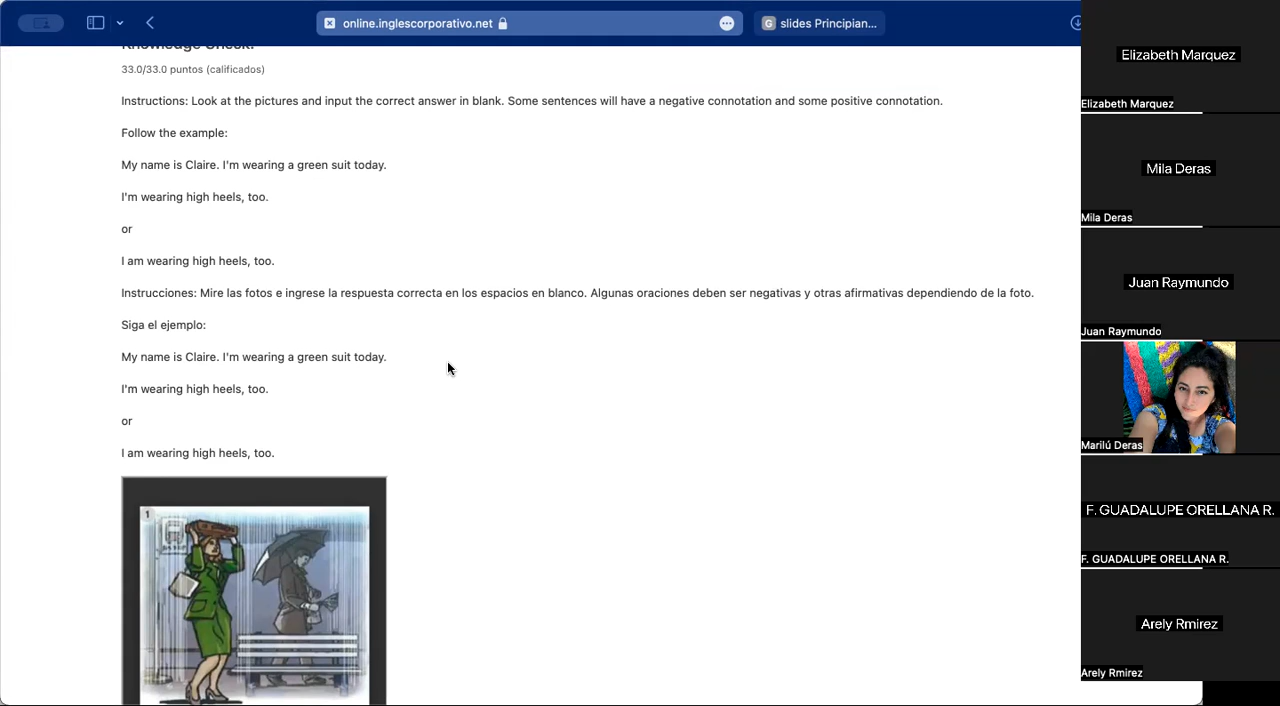 online.inglescorporativo.net
G slides Principian...
Knowledge Check.
33.0/33.0 puntos (calificados)
Instructions: Look at the pictures and input the correct answer in blank. Some sentences will have a negative connotation and some positive connotation.
Follow the example:
My name is Claire. I'm wearing a green suit today.
I'm wearing high heels, too.
or
I am wearing high heels, too.
Instrucciones: Mire las fotos e ingrese la respuesta correcta en los espacios en blanco. Algunas oraciones deben ser negativas y otras afirmativas dependiendo de la foto.
Siga el ejemplo:
My name is Claire. I'm wearing a green suit today.
I'm wearing high heels, too.
or
I am wearing high heels, too.
1
Elizabeth Marquez
Elizabeth Marquez
Mila Deras
Mila Deras
Juan Raymundo
Juan Raymundo
Marilú Deras
F. GUADALUPE ORELLANA R.
F. GUADALUPE ORELLANA R.
Arely Rmirez
Arely Rmirez